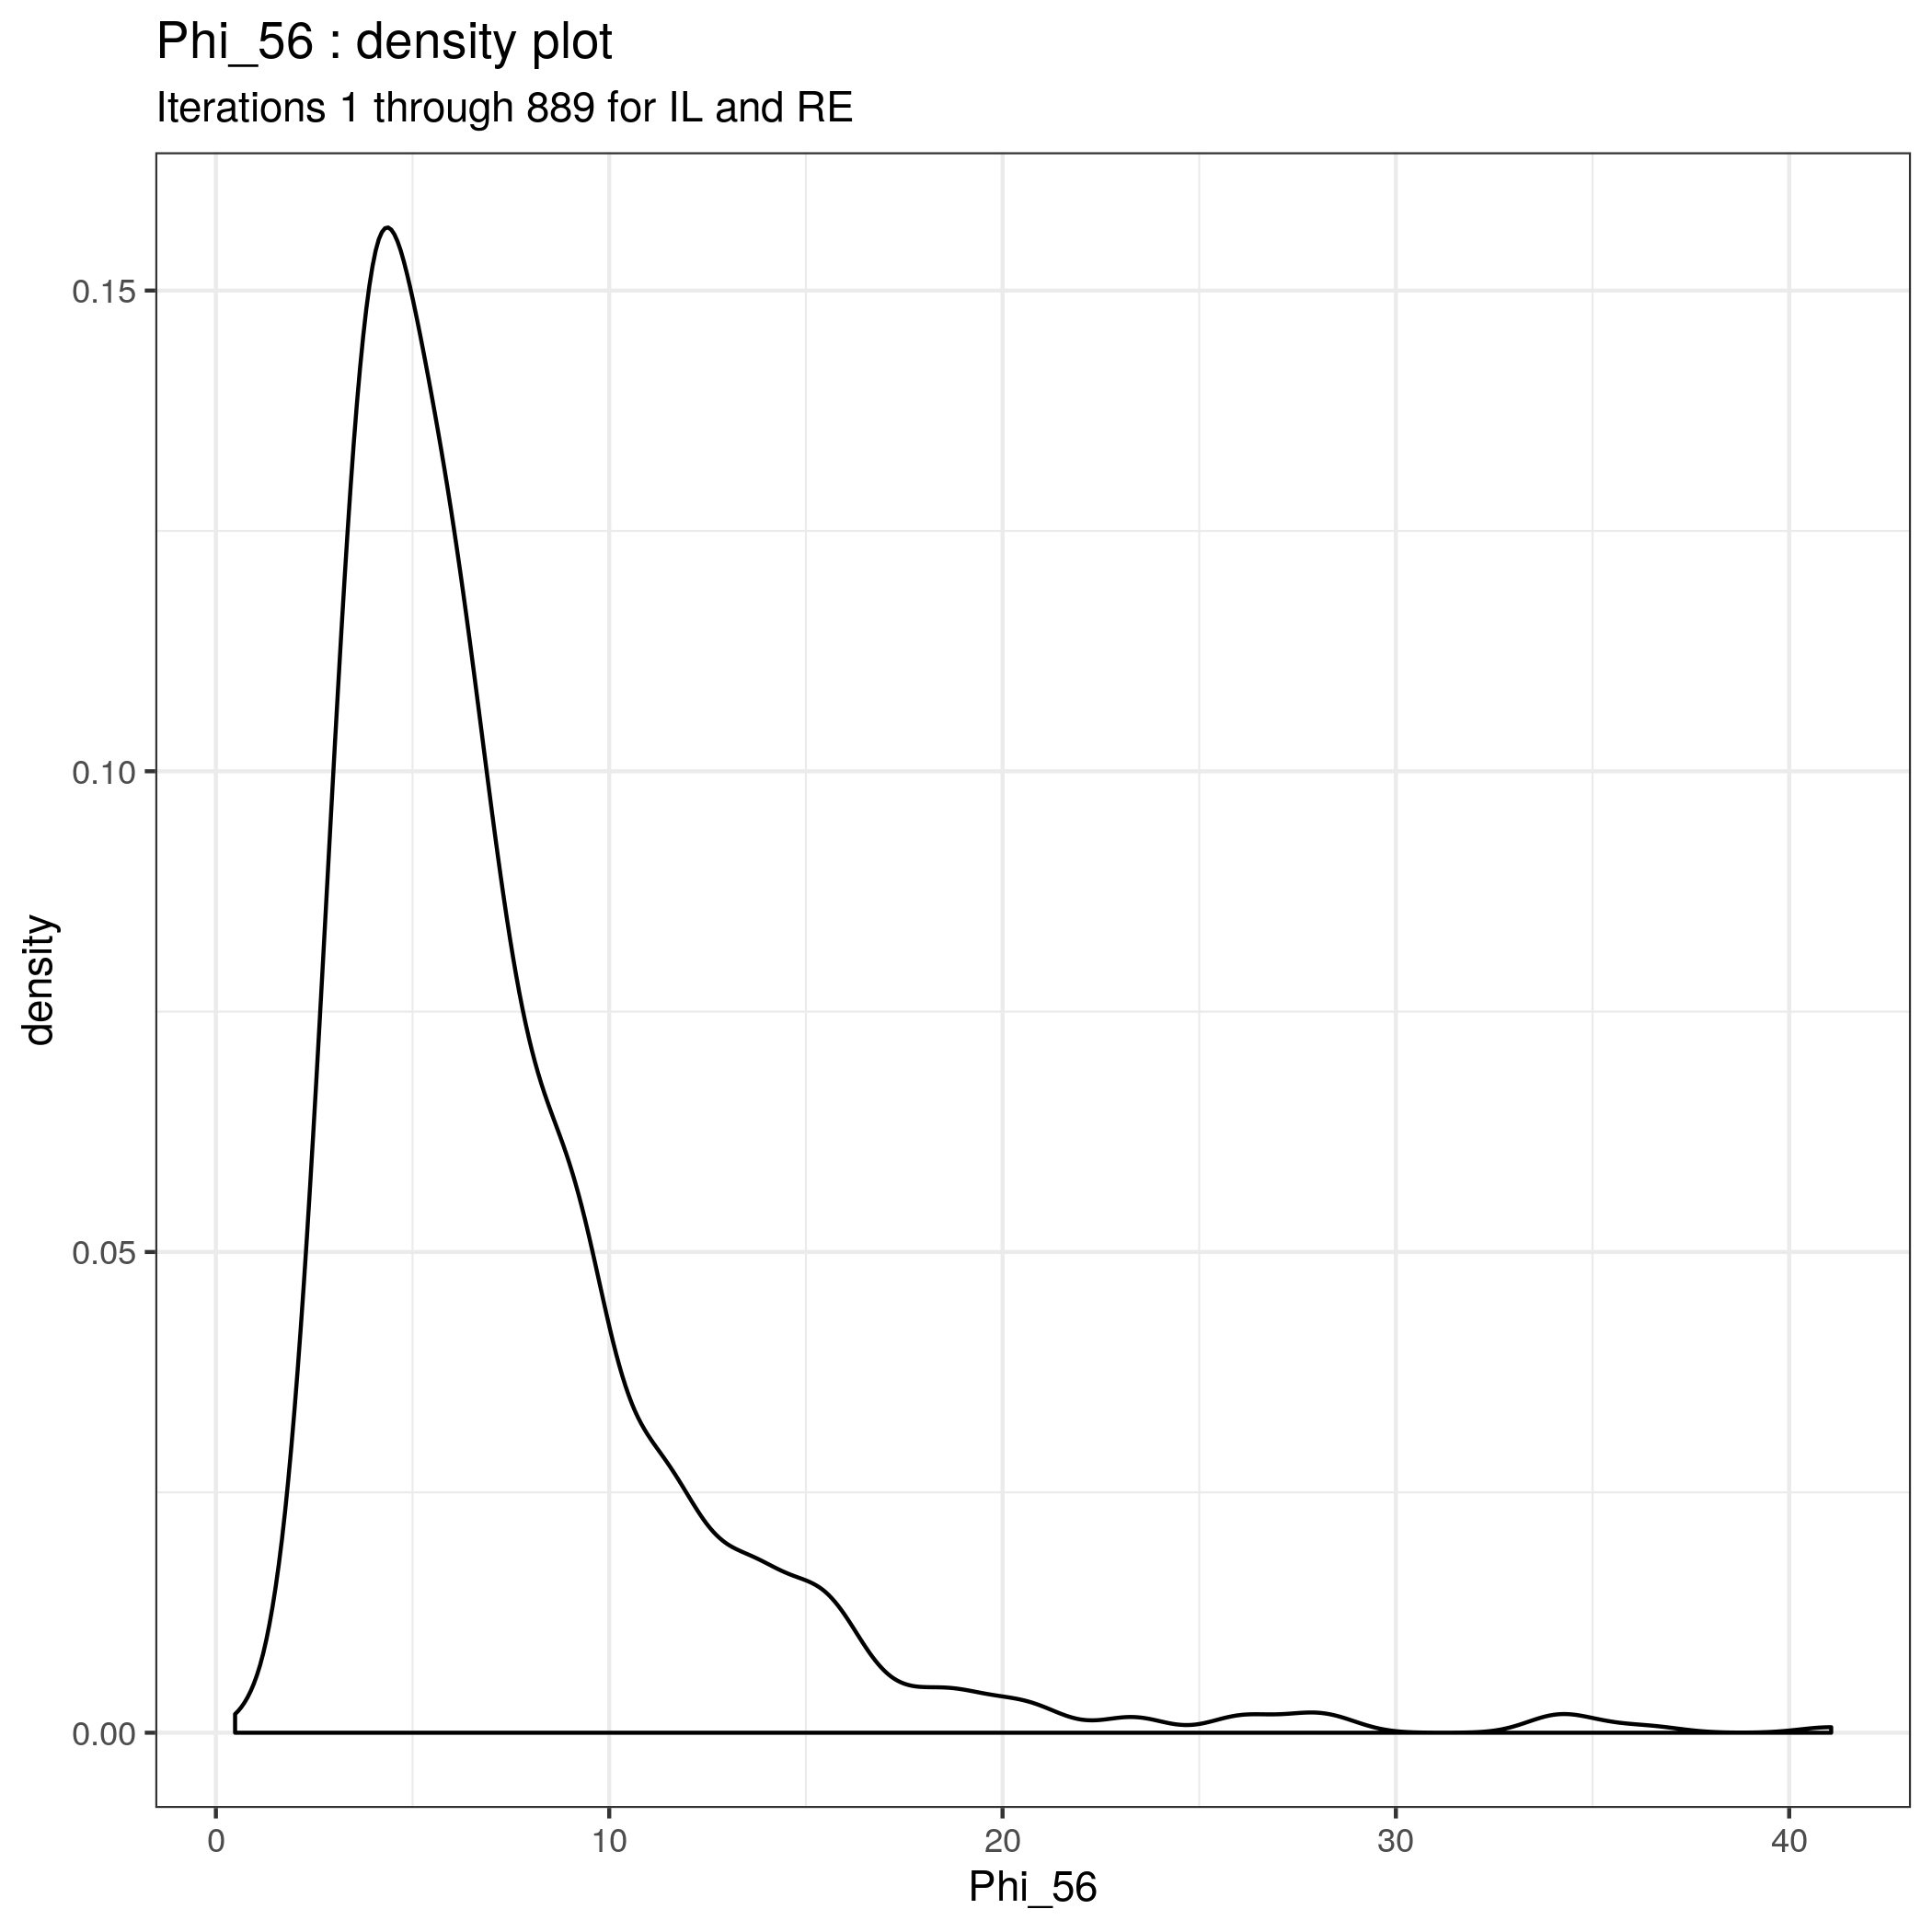 Phi_56 : density plot
Iterations 1 through 889 for IL and RE
density
0.15
0.10
0.05
0.00
0 10 20 30 40
Phi_56